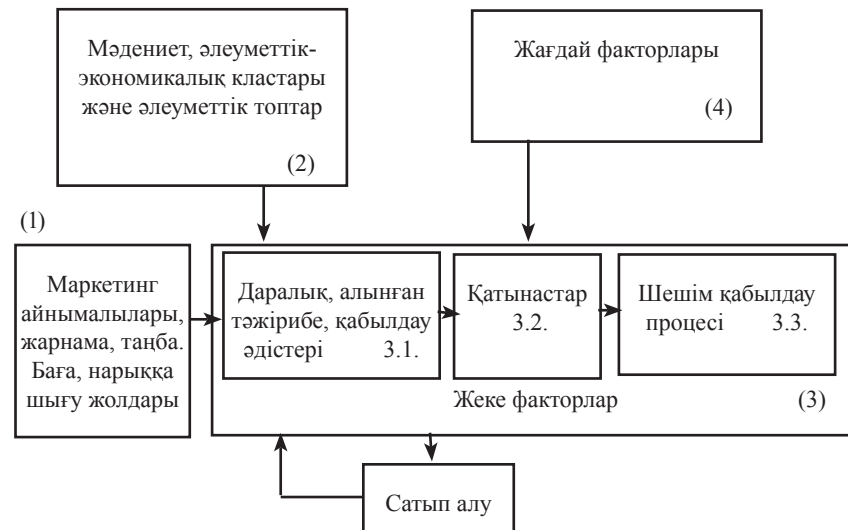 Мәдениет, әлеуметтік-
экономикалық кластары
және әлеуметтік топтар
(2)
Жағдай факторлары
(4)
(1)
Маркетинг
айнымалылары,
жарнама, таңба.
Баға, нарыққа
шығу жолдары
Даралық, алынған
тәжірибе, қабылдау
әдістері 3.1.
Қатынастар
3.2.
Шешім қабылдау
процесі 3.3.
Жеке факторлар
(3)
Сатып алу